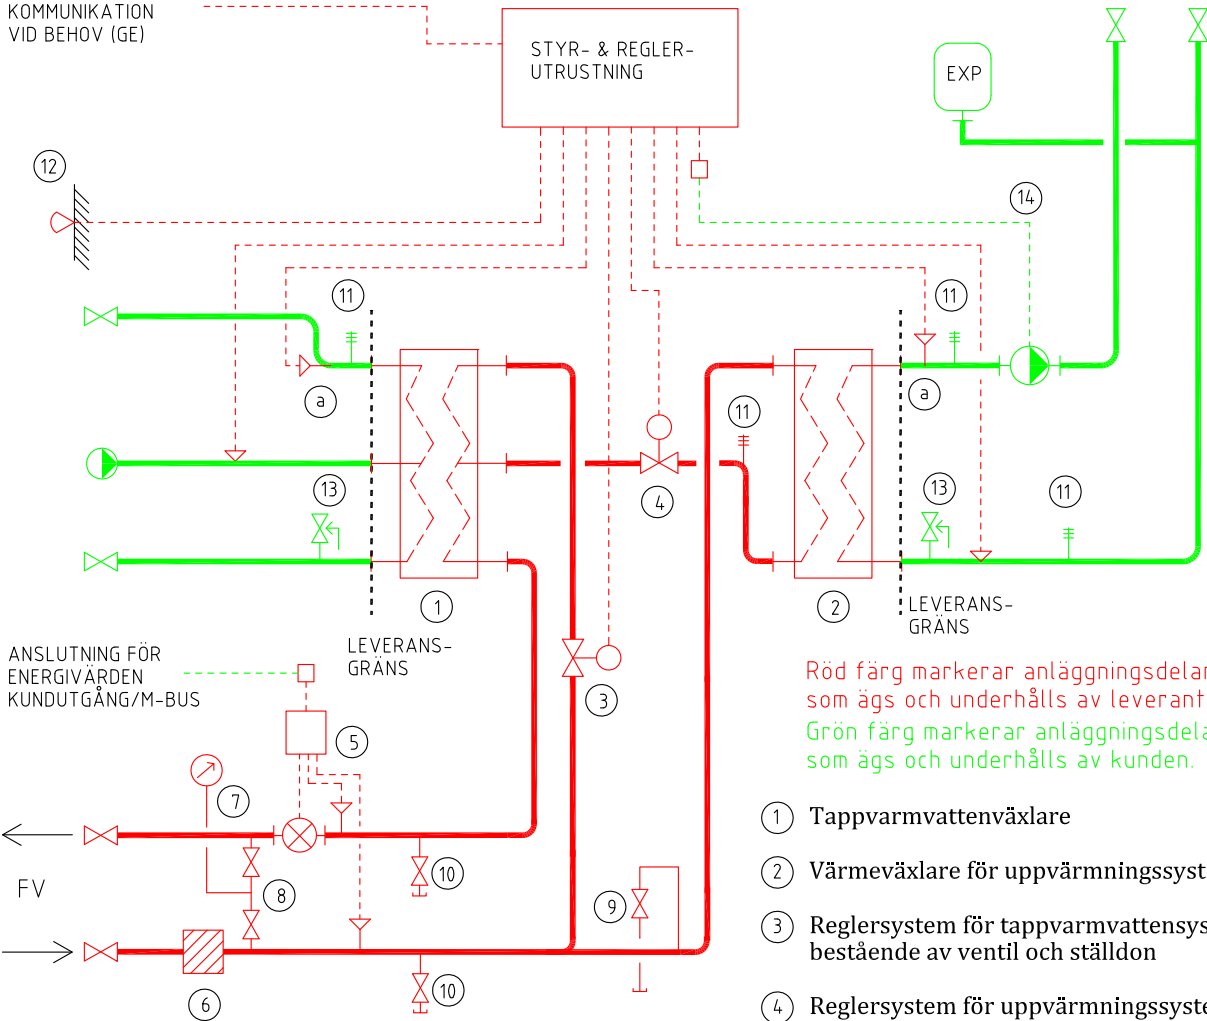 KOMMUNIKATION
VID BEHOV (GE)
STYR- & REGLER-
UTRUSTNING
EXP
12
14
11
11
a
a
11
13
4
13
11
1
2
LEVERANS-
GRÄNS
LEVERANS-
GRÄNS
ANSLUTNING FÖR
ENERGIVÄRDEN
KUNDUTGÅNG/M-BUS
3
5
7
10
8
9
FV
10
6
Röd färg markerar anläggningsdelar
som ägs och underhålls av leverant
Grön färg markerar anläggningsdela
som ägs och underhålls av kunden.
1 Tappvarmvattenväxlare
2 Värmeväxlare för uppvärmningssyst
3 Reglersystem för tappvarmvattensys
bestående av ventil och ställdon
4 Reglersystem för uppvärmningssyste